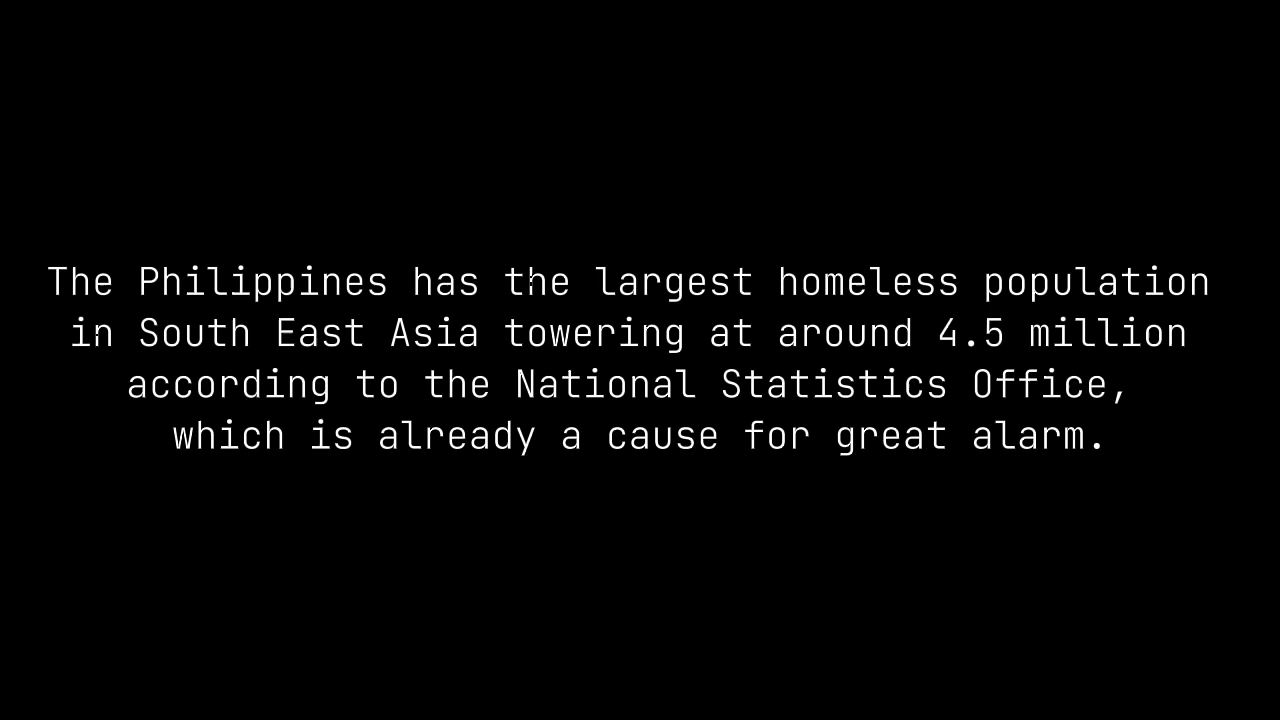 The Philippines has the largest homeless population
in South East Asia towering at around 4.5 million
according to the National Statistics Office,
which is already a cause for great alarm.